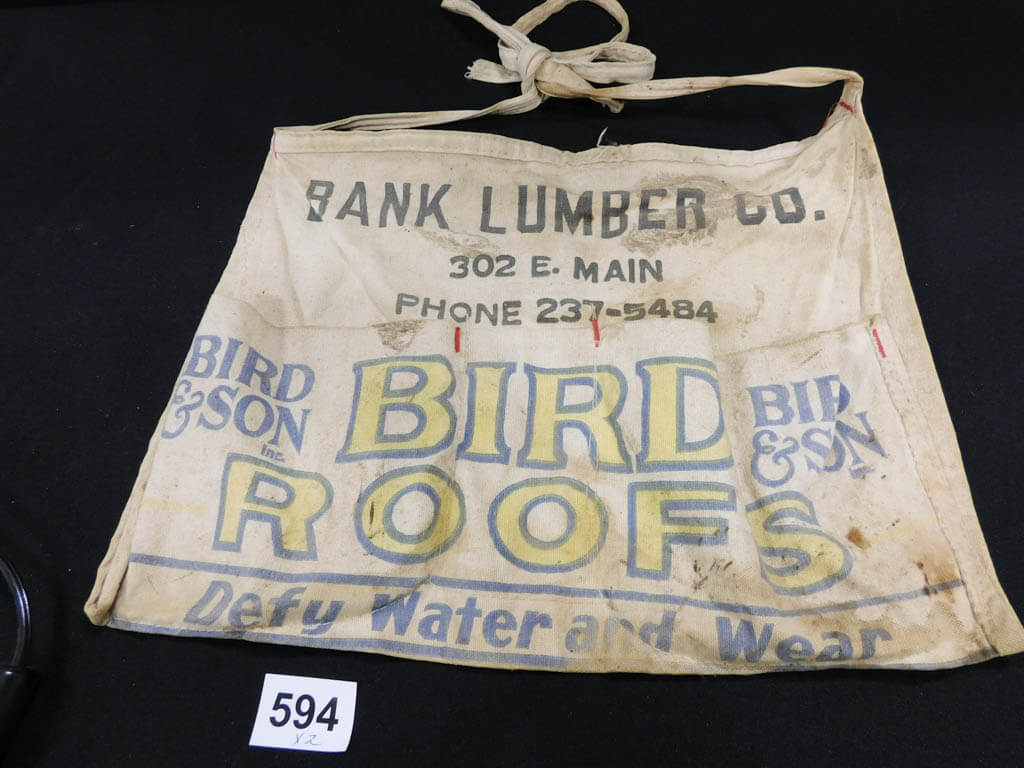 BANK LUMBER CO.
302 E. MAIN
PHONE 237-5484
BIRD
& SON
inc.
BIRD
ROOFS
BIRD
& SON
Defy Water and Wear
594
x2